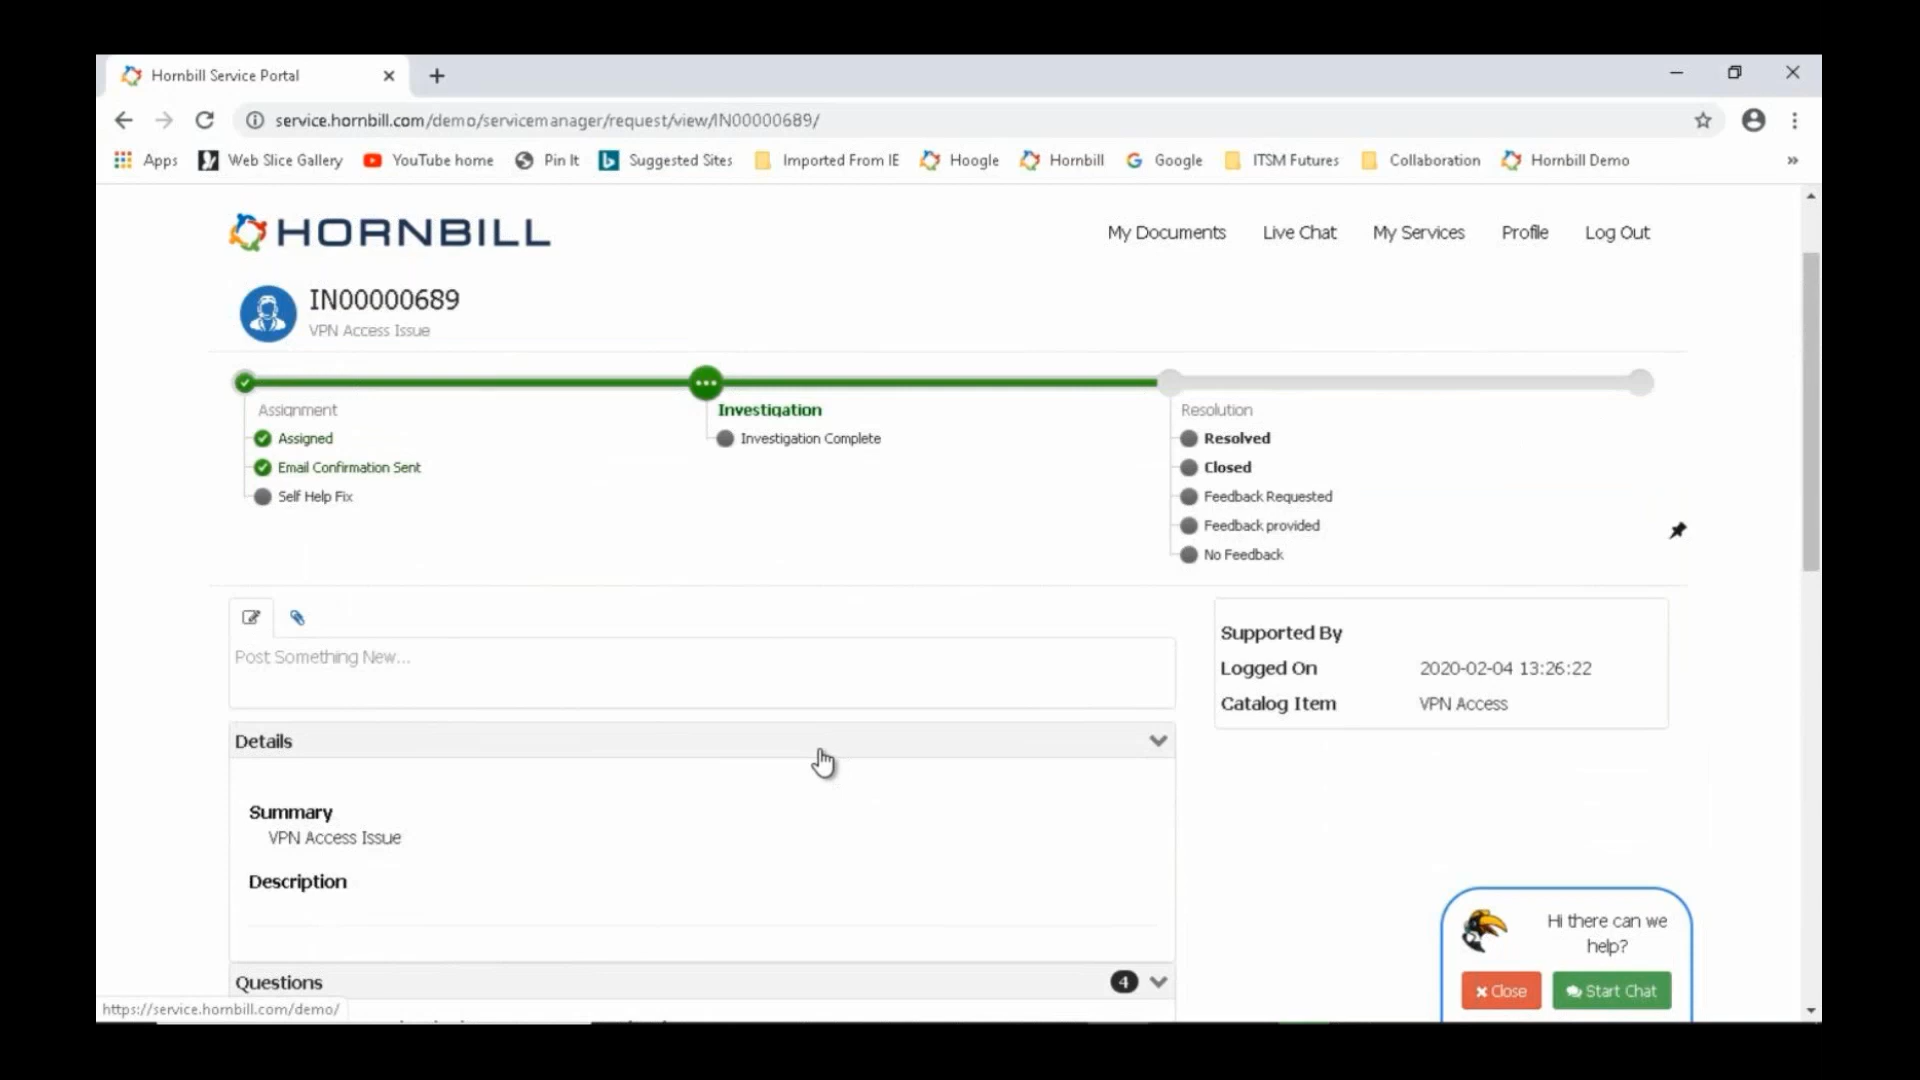 Hornbill Service Portal
service.hornbill.com/demo/servicemanager/request/view/IN00000689/
Apps Web Slice Gallery YouTube home Pin It Suggested Sites Imported From IE Hoogle Hornbill Google ITSM Futures Collaboration Hornbill Demo »
HORNBILL
My Documents Live Chat My Services Profile Log Out
IN00000689
VPN Access Issue
Assignment
Assigned
Email Confirmation Sent
Self Help Fix
Investigation
Investigation Complete
Resolution
Resolved
Closed
Feedback Requested
Feedback provided
No Feedback
Post Something New...
Supported By
Logged On 2020-02-04 13:26:22
Catalog Item VPN Access
Details
Summary
VPN Access Issue
Description
Questions 4
Hi there can we
help?
Close Start Chat
https://service.hornbill.com/demo/